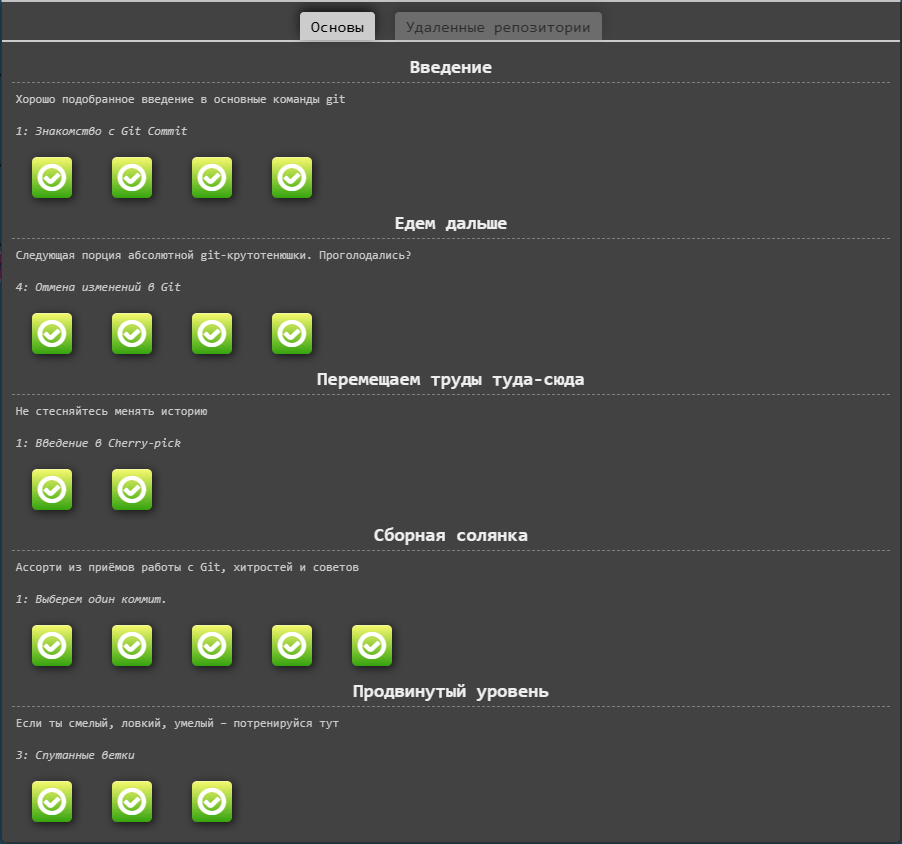 Основы Удаленные репозитории
Введение
Хорошо подобранное введение в основные команды git
1: Знакомство с Git Commit
Едем дальше
Следующая порция абсолютной git-крутотенюшки. Проголодались?
4: Отмена изменений в Git
Перемещаем труды туда-сюда
Не стесняйтесь менять историю
1: Введение в Cherry-pick
Сборная солянка
Ассорти из приёмов работы с Git, хитростей и советов
1: Выберем один коммит.
Продвинутый уровень
Если ты смелый, ловкий, умелый – потренируйся тут
3: Спутанные ветки